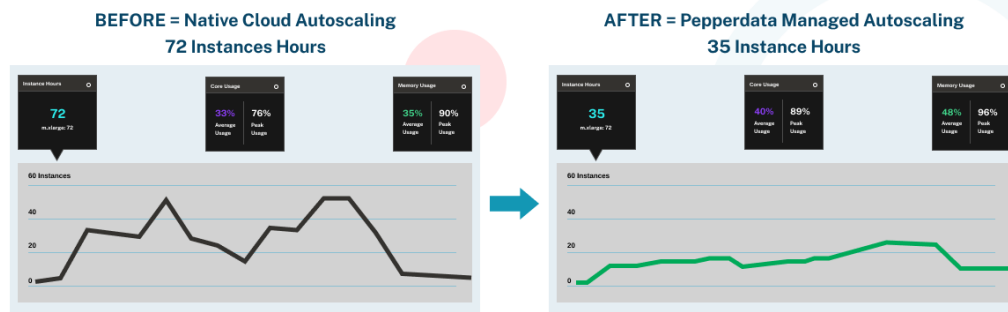 BEFORE = Native Cloud Autoscaling
72 Instances Hours
Instance Hours
72
m.xlarge: 72
Core Usage
33% 76%
Average Peak
Usage Usage
Memory Usage
35% 90%
Average Peak
Usage Usage
60 Instances
40
20
0
AFTER = Pepperdata Managed Autoscaling
35 Instance Hours
Instance Hours
35
m.xlarge: 72
Core Usage
40% 89%
Average Peak
Usage Usage
Memory Usage
48% 96%
Average Peak
Usage Usage
60 Instances
40
20
0